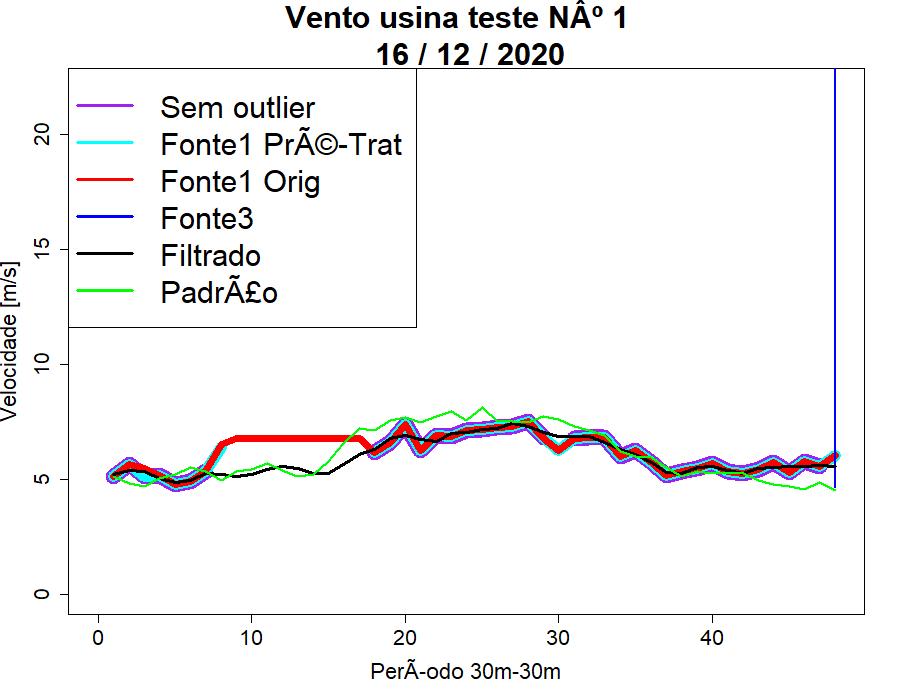 Vento usina teste NÂº 1
16 / 12 / 2020
Sem outlier
Fonte1 PrÃ©-Trat
Fonte1 Orig
Fonte3
Filtrado
PadrÃ£o
Velocidade [m/s]
20
15
10
5
0
0 10 20 30 40
PerÃ-odo 30m-30m